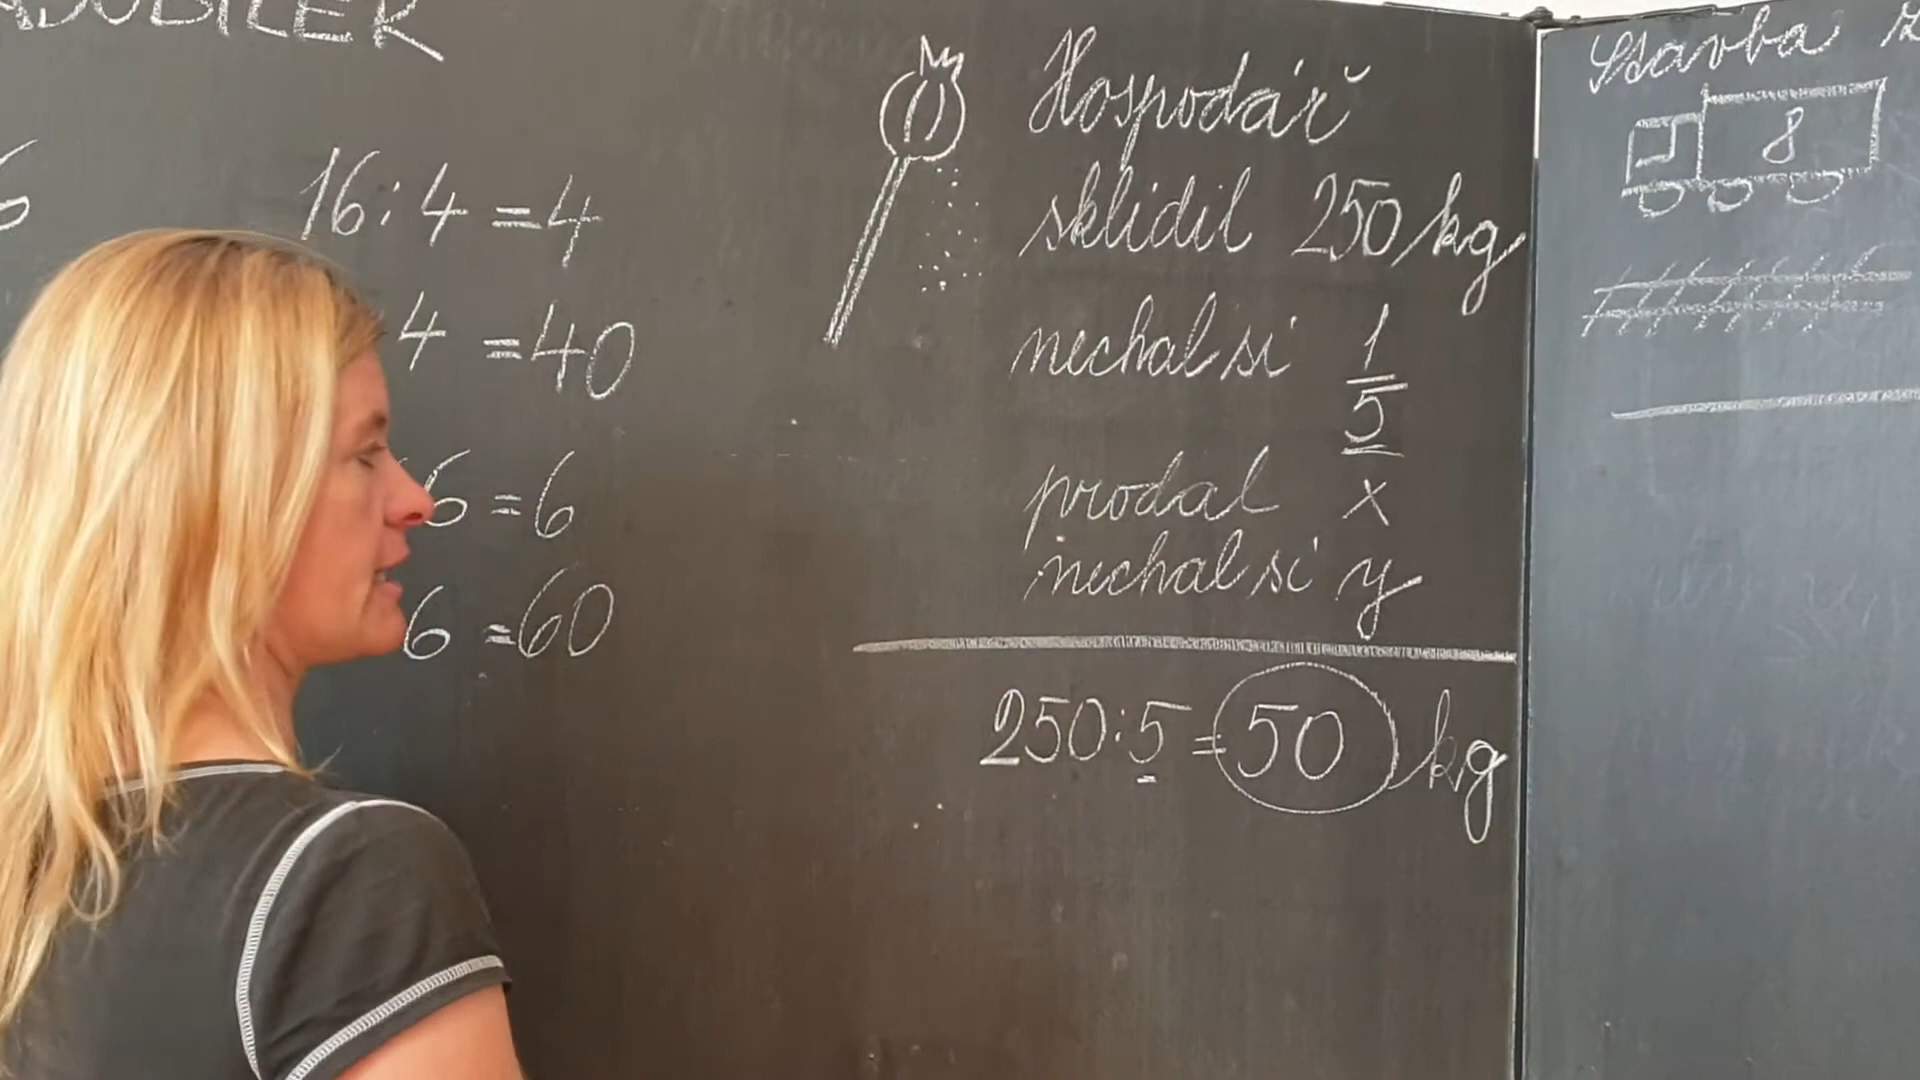 16 : 4 = 4
4 = 40
6 = 6
6 = 60
Hospodář
sklidil 250 kg
nechal si 1/5
prodal x
nechal si y
250 : 5 = 50 kg
Stavba
8